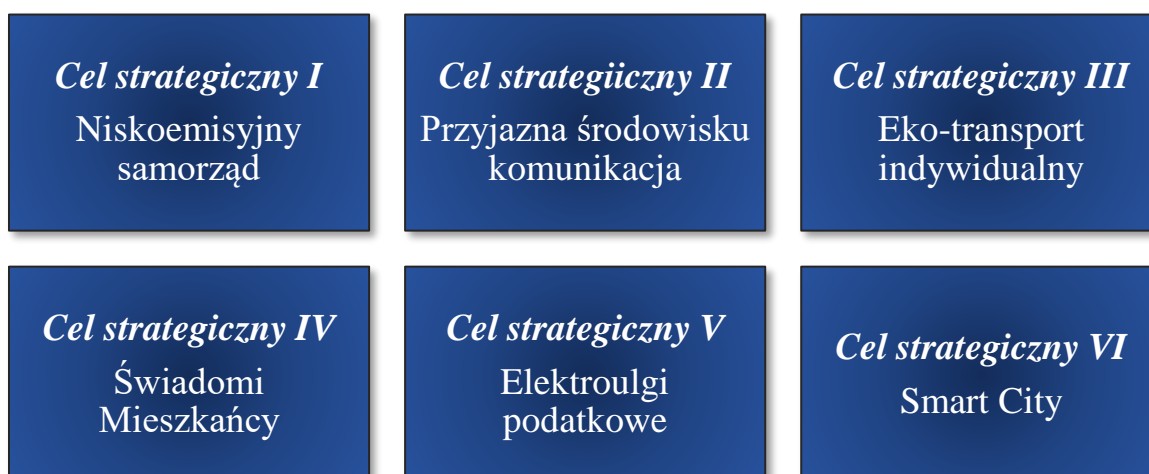 Cel strategiczny I
Niskoemisyjny
samorząd
Cel strategiiczny II
Przyjazna środowisku
komunikacja
Cel strategiczny III
Eko-transport
indywidualny
Cel strategiczny IV
Świadomi
Mieszkańcy
Cel strategiczny V
Elektroulgi
podatkowe
Cel strategiczny VI
Smart City